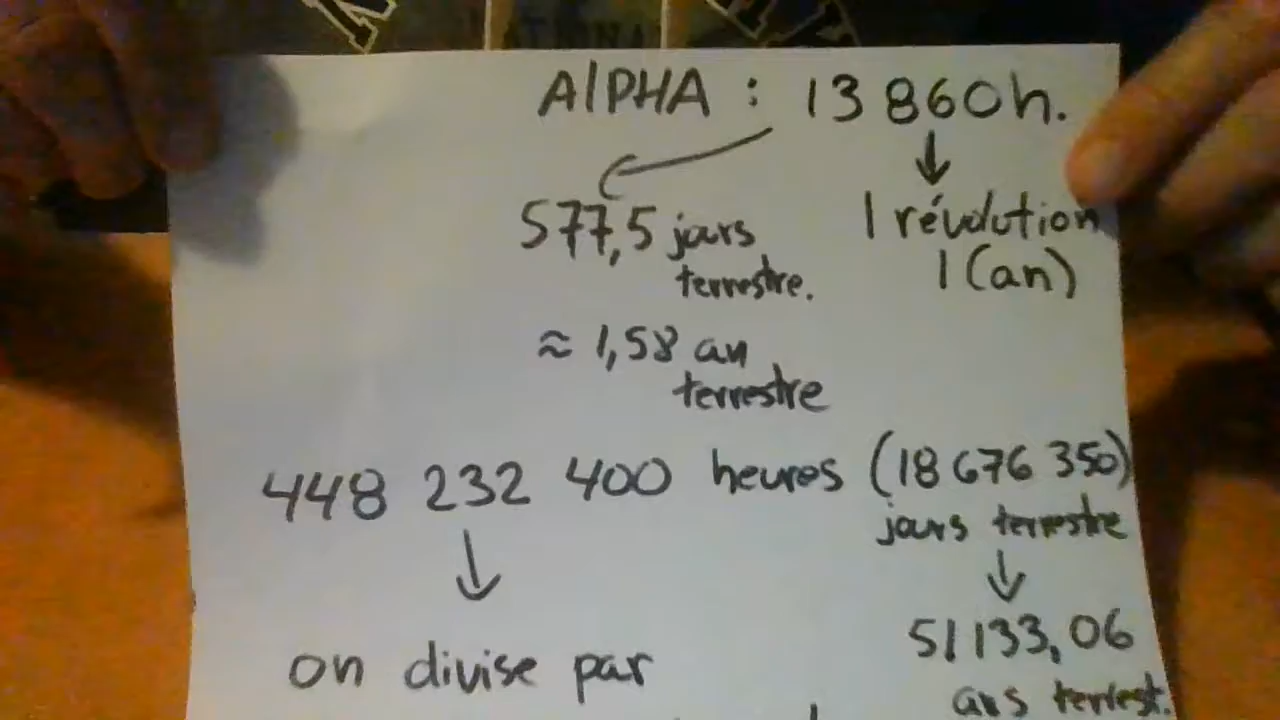 AlPHA : 13 860h.
577,5 jours
terrestre.
1 révolution
1 (an)
≈ 1,58 an
terrestre
448 232 400 heures (18 676 350)
jours terrestre
51 133,06
ans terrest.
on divise par